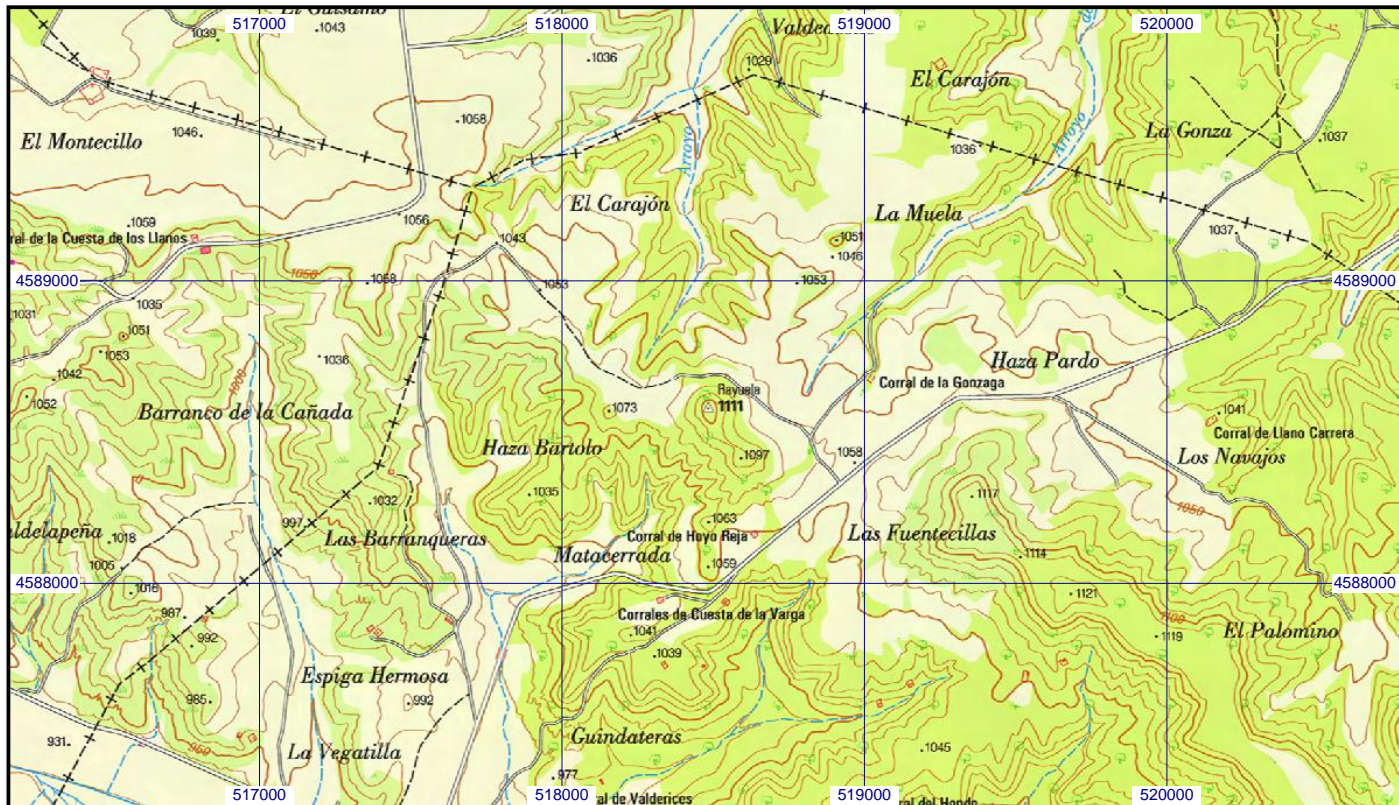 517000
518000
519000
520000
1039
1043
1036
1029
El Carajón
1058
1046
El Montecillo
Arroyo
Arroyo
1036
La Gonza
1037
El Carajón
La Muela
1059
1056
1043
1051
1046
1037
ral de la Cuesta de los Llanos
1050
1058
1053
1053
4589000
4589000
1035
1031
1051
1053
1036
1042
1000
1052
Haza Pardo
Corral de la Gonzaga
Rayuela
1111
1073
Barranco de la Cañada
1041
Corral de Llano Carrera
Haza Bartolo
Los Navajos
1097
1058
1035
1117
1032
1050
997
1063
Las Barranqueras
Corral de Hoyo Reja
Las Fuentecillas
aldelapeña
1018
Matacerrada
1114
1005
1059
4588000
4588000
1016
1121
1100
987
Corrales de Cuesta de la Varga
992
1041
1119
El Palomino
1039
Espiga Hermosa
985
992
931
950
La Vegatilla
Guindateras
1045
977
517000
518000
519000
520000
ral de Valderices
ral del Hondo